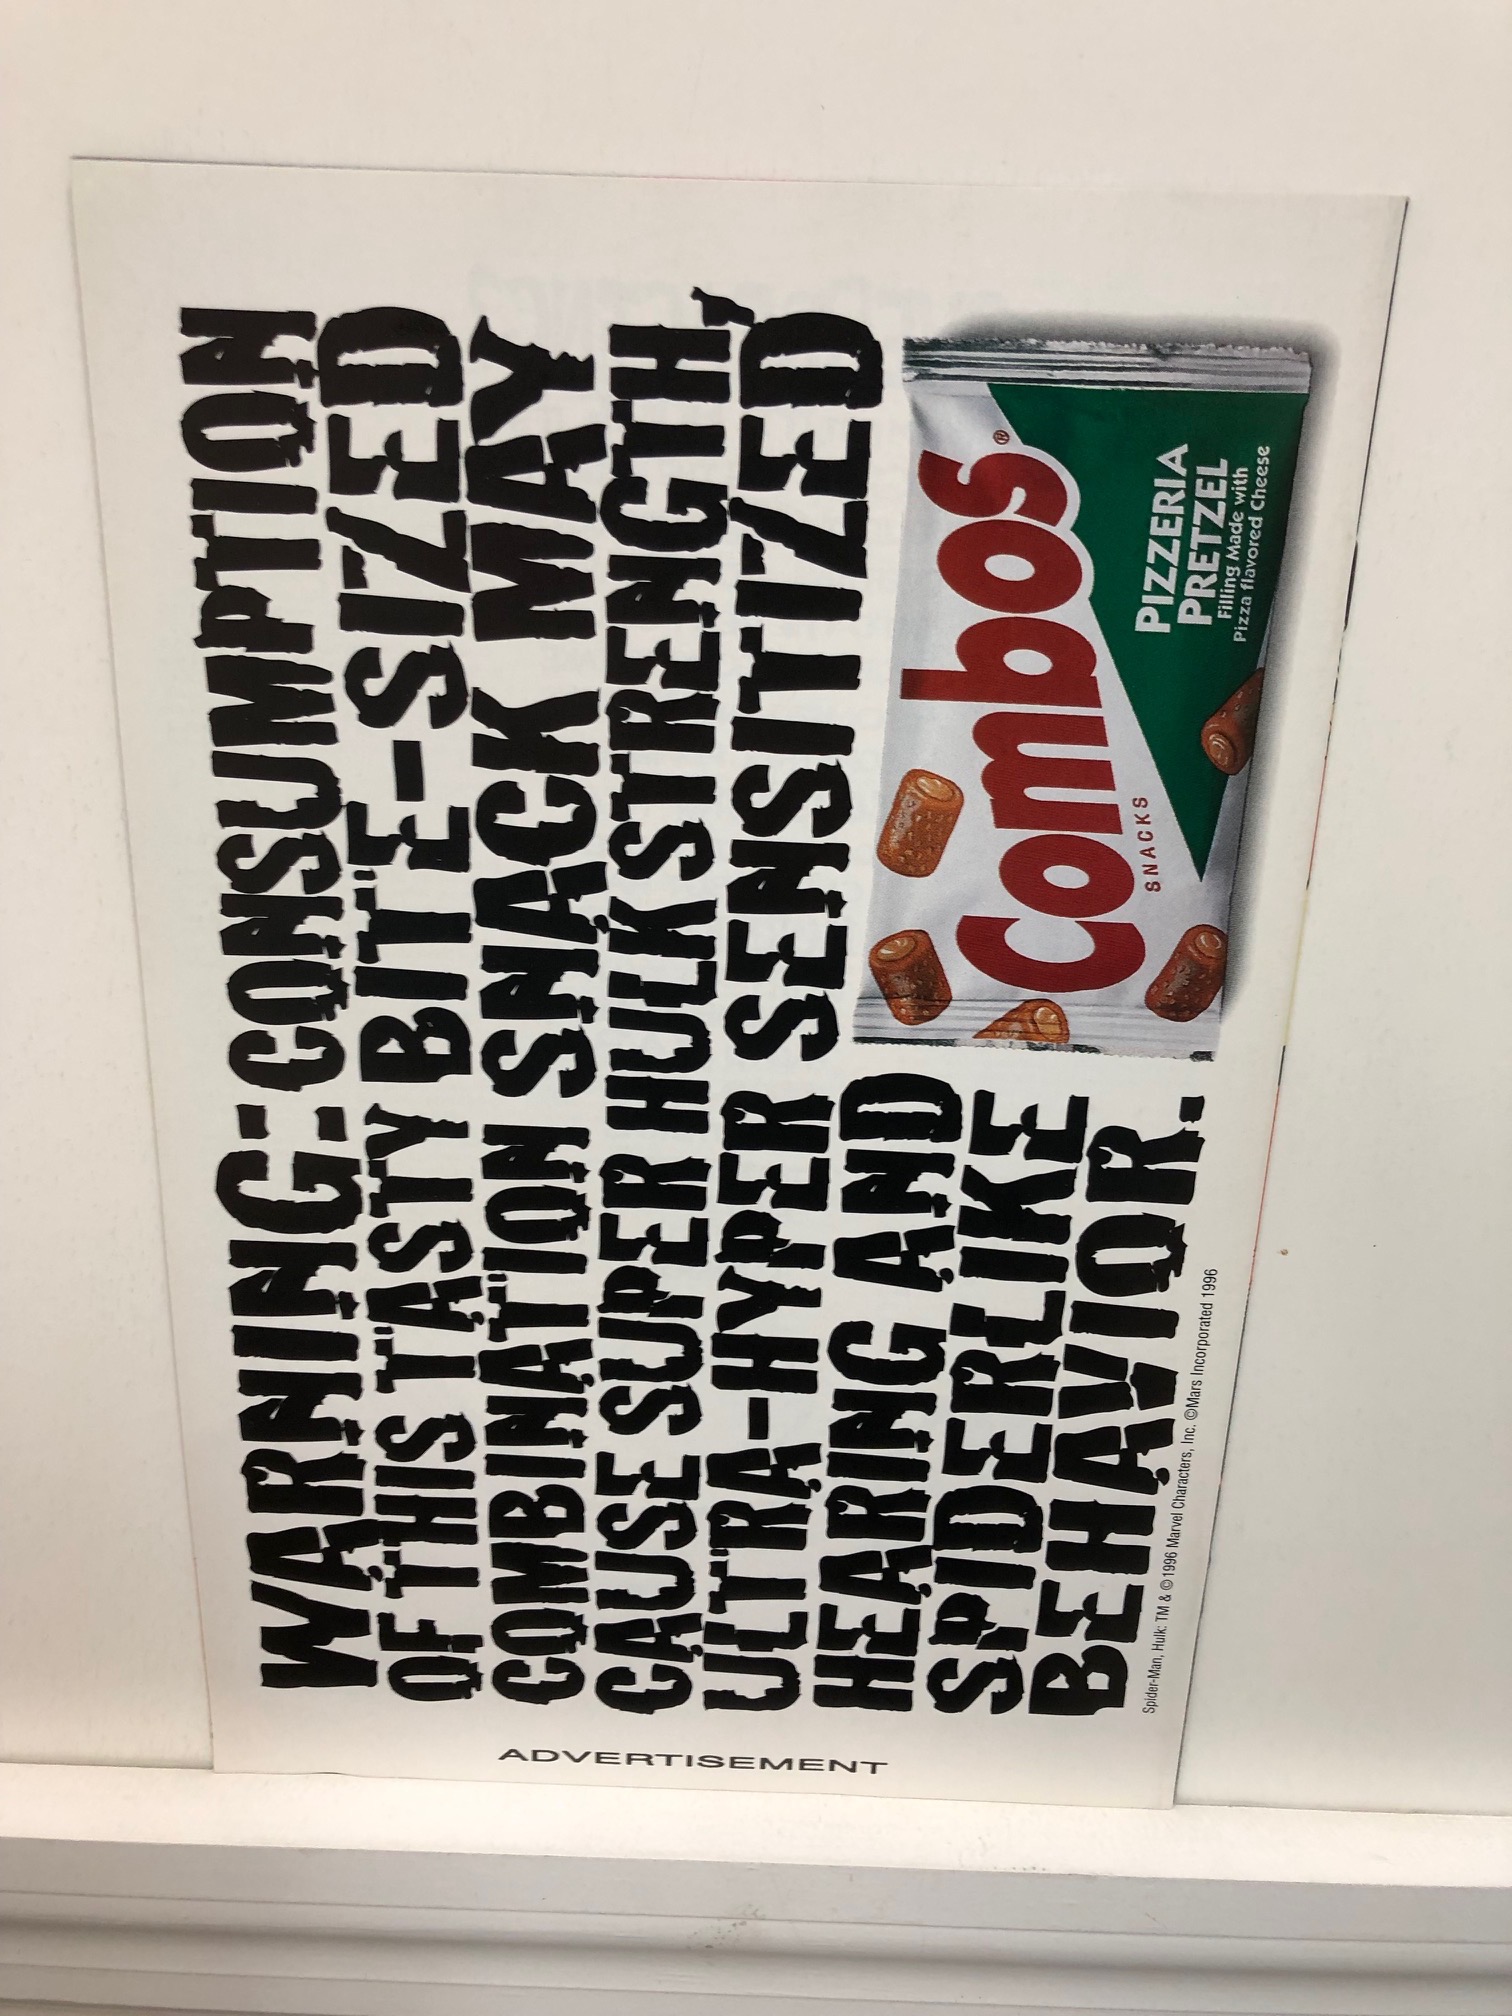 WARNING: CONSUMPTION
OF THIS TASTY BITE-SIZED
COMBINATION SNACK MAY
CAUSE SUPER HULK STRENGTH,
ULTRA-HYPER SENSITIZED
HEARING AND
SPIDERLIKE
BEHAVIOR.
Combos®
SNACKS
PIZZERIA
PRETZEL
Filling Made with
Pizza flavored Cheese
Spider-Man, Hulk: TM & ©1996 Marvel Characters, Inc. ©Mars Incorporated 1996
ADVERTISEMENT